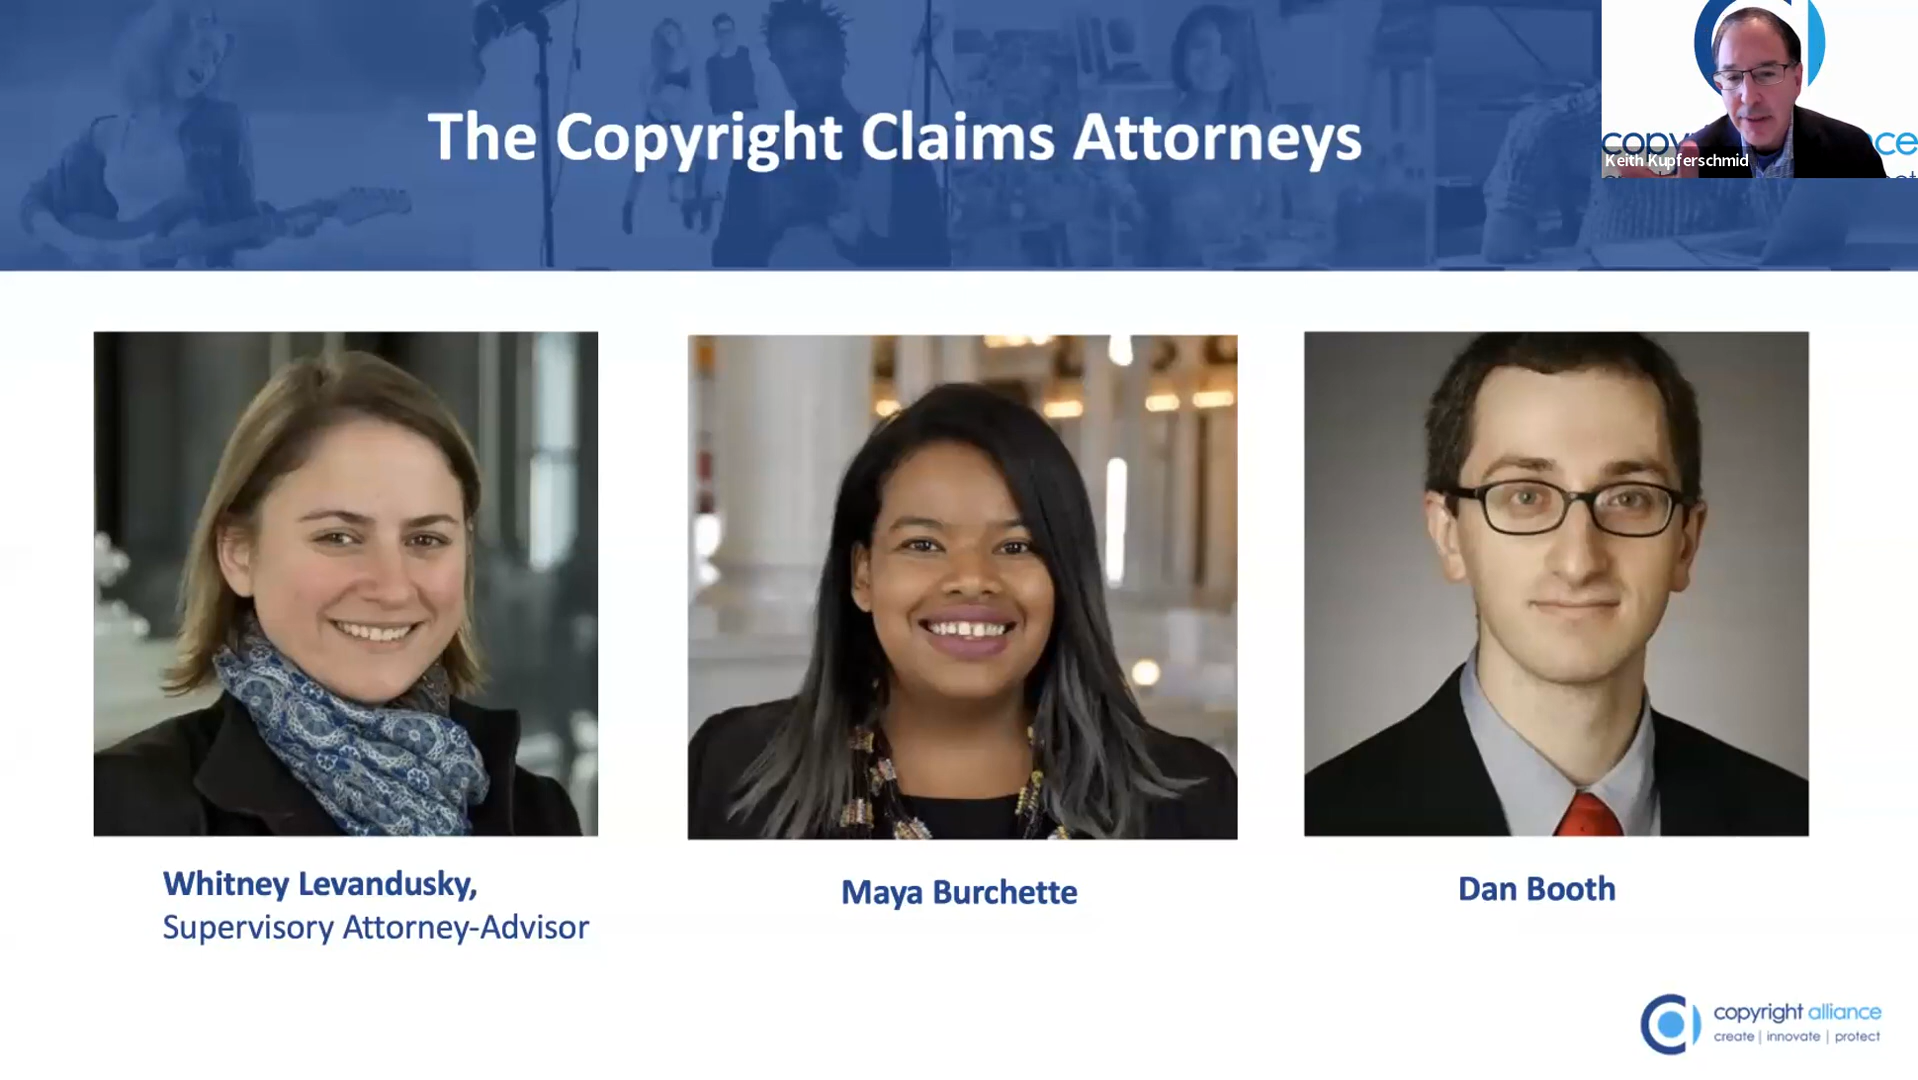 The Copyright Claims Attorneys
Keith Kupferschmid
Whitney Levandusky,
Supervisory Attorney-Advisor
Maya Burchette
Dan Booth
copyright alliance
create | innovate | protect